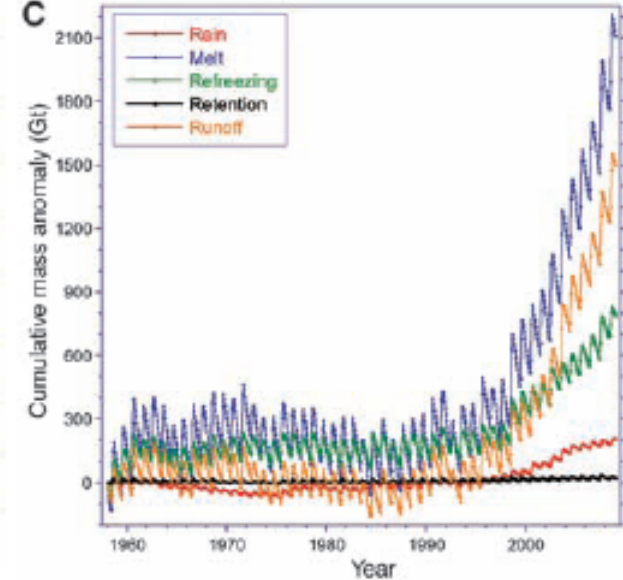 C
Rain
Melt
Refreezing
Retention
Runoff
Cumulative mass anomaly (Gt)
2100
1800
1500
1200
900
600
300
0
1960 1970 1980 1990 2000
Year